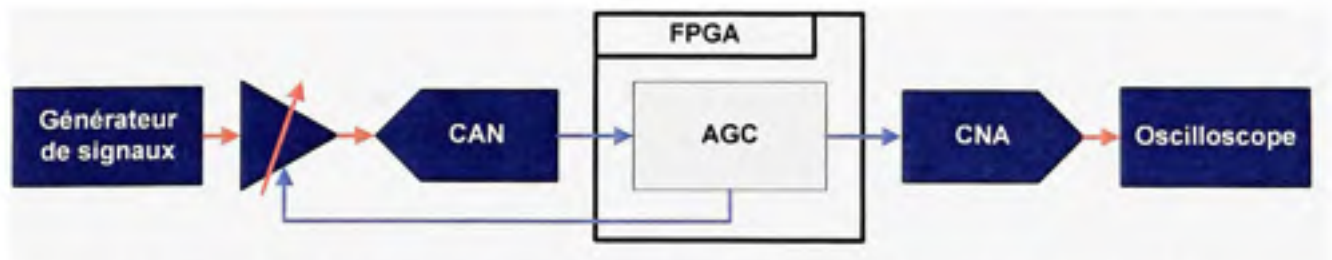 FPGA
Générateur
de signaux
CAN
AGC
CNA
Oscilloscope